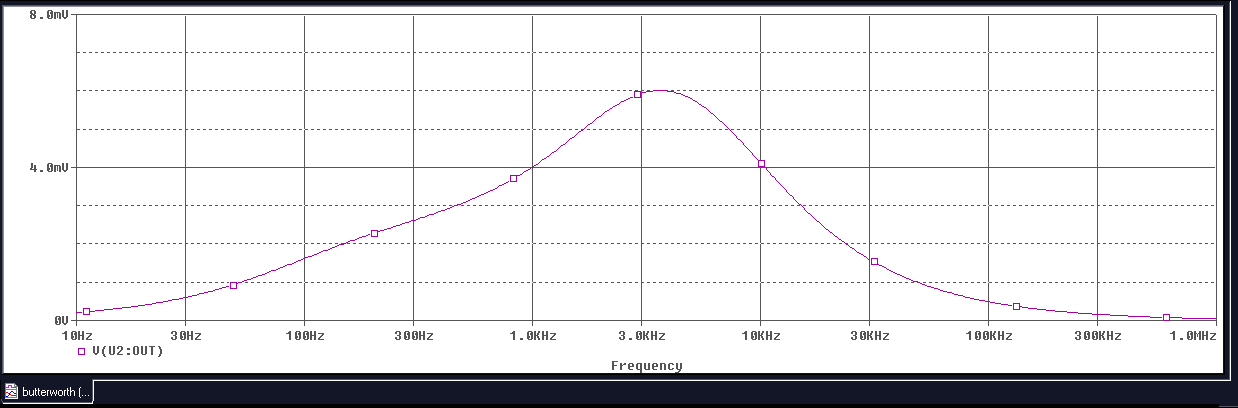 8.0mV
4.0mV
0V
10Hz 30Hz 100Hz 300Hz 1.0KHz 3.0KHz 10KHz 30KHz 100KHz 300KHz 1.0MHz
V(U2:OUT)
Frequency
butterworth (...